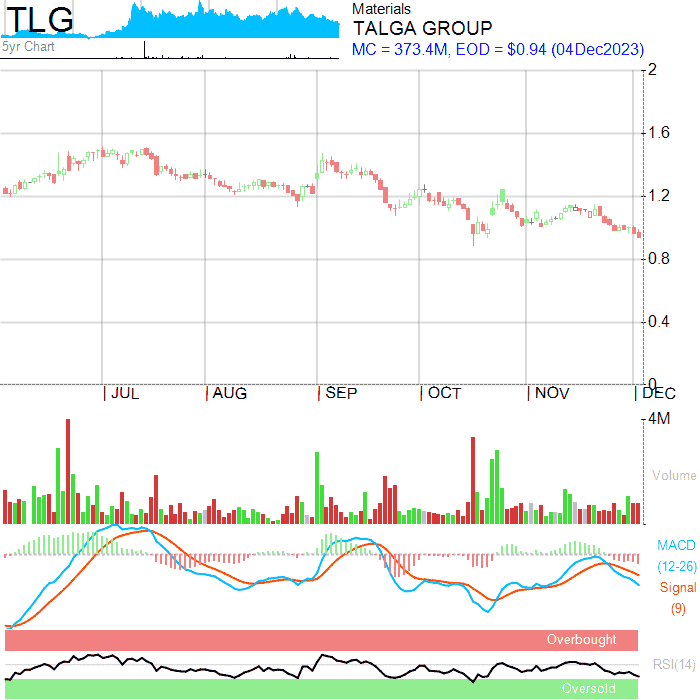 TLG
5yr Chart
Materials
TALGA GROUP
MC = 373.4M, EOD = $0.94 (04Dec2023)
2
1.6
1.2
0.8
0.4
0
JUL AUG SEP OCT NOV DEC
4M
Volume
MACD
(12-26)
Signal
(9)
Overbought
RSI(14)
Oversold